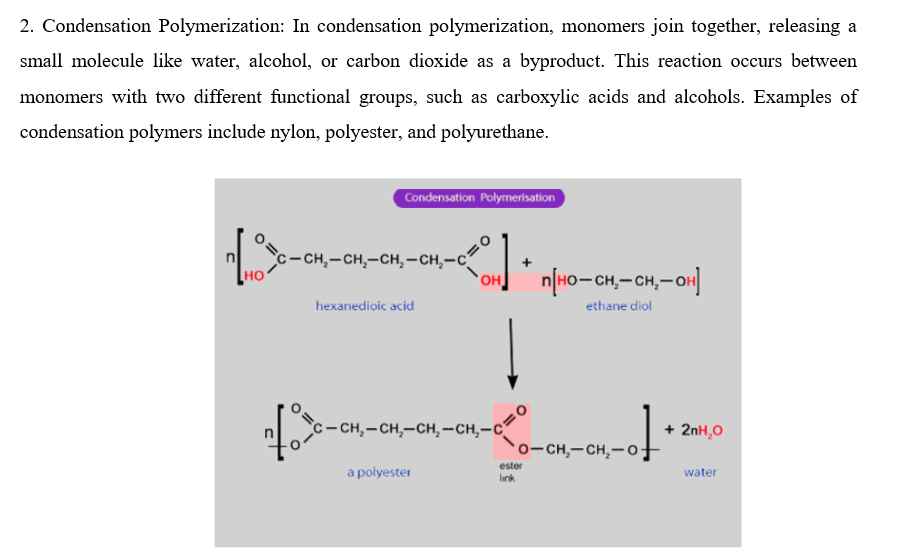 2. Condensation Polymerization: In condensation polymerization, monomers join together, releasing a
small molecule like water, alcohol, or carbon dioxide as a byproduct. This reaction occurs between
monomers with two different functional groups, such as carboxylic acids and alcohols. Examples of
condensation polymers include nylon, polyester, and polyurethane.
Condensation Polymerisation
n[O HO C–CH₂–CH₂–CH₂–CH₂–C O OH] +
n[HO–CH₂–CH₂–OH]
hexanedioic acid
ethane diol
n[O O C–CH₂–CH₂–CH₂–CH₂–C O O–CH₂–CH₂–O] + 2nH₂O
a polyester
ester
link
water